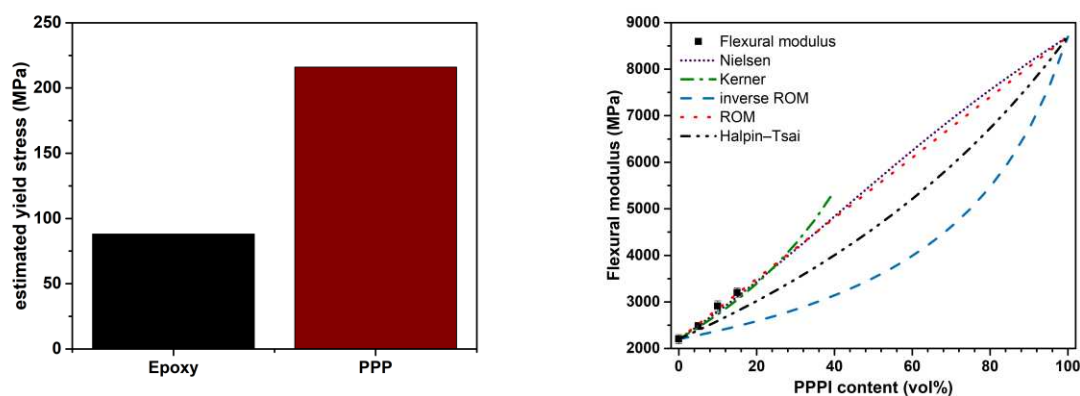 estimated yield stress (MPa)
250
200
150
100
50
0
Epoxy
PPP
Flexural modulus (MPa)
9000
8000
7000
6000
5000
4000
3000
2000
Flexural modulus
Nielsen
Kerner
inverse ROM
ROM
Halpin–Tsai
0
20
40
60
80
100
PPPI content (vol%)